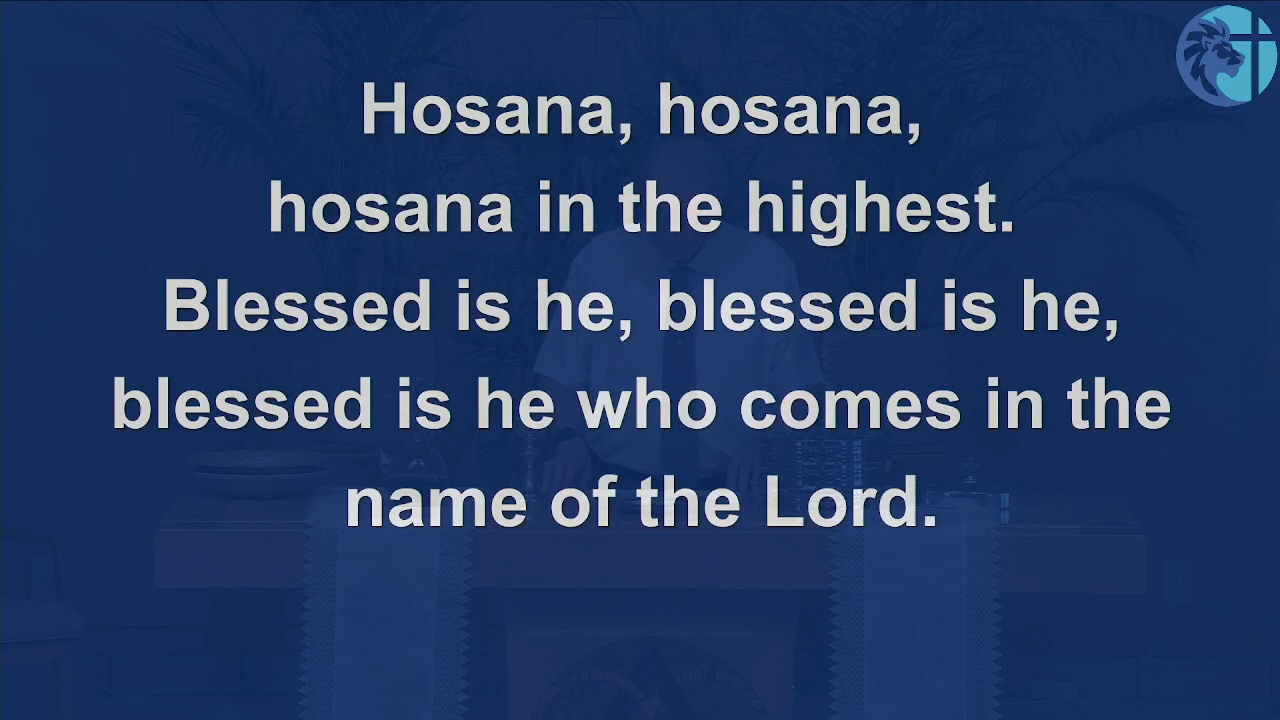 Hosana, hosana,
hosana in the highest.
Blessed is he, blessed is he,
blessed is he who comes in the
name of the Lord.